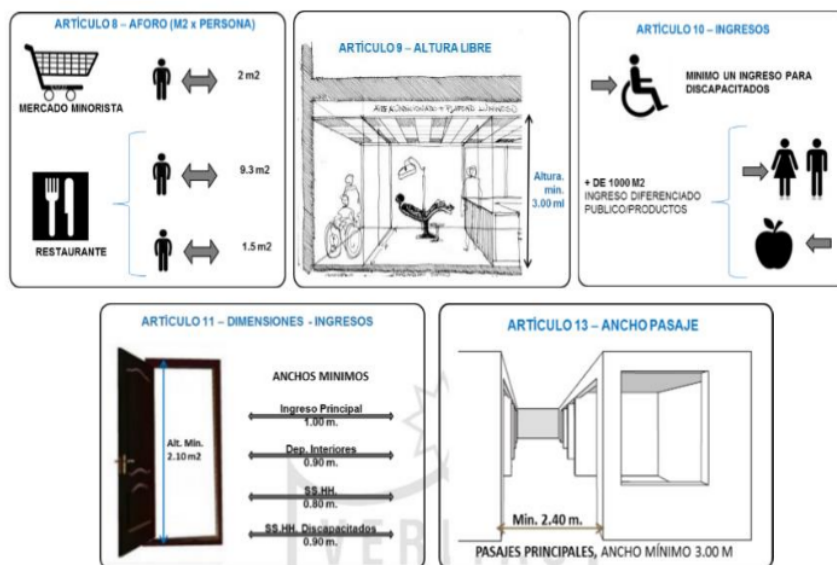 ARTÍCULO 8 – AFORO (M2 x PERSONA)
2 m2
MERCADO MINORISTA
9.3 m2
RESTAURANTE
1.5 m2
ARTÍCULO 9 – ALTURA LIBRE
AIRE ACONDICIONADO + PLAFOND LUMINOSO
Altura.
min.
3.00 ml
ARTÍCULO 10 – INGRESOS
MINIMO UN INGRESO PARA
DISCAPACITADOS
+ DE 1000 M2
INGRESO DIFERENCIADO
PUBLICO/PRODUCTOS
ARTÍCULO 11 – DIMENSIONES - INGRESOS
ANCHOS MINIMOS
Alt. Min.
2.10 m2
Ingreso Principal
1.00 m.
Dep. Interiores
0.90 m.
SS.HH.
0.80 m.
SS.HH. Discapacitados
0.90 m.
ARTÍCULO 13 – ANCHO PASAJE
Min. 2.40 m.
PASAJES PRINCIPALES, ANCHO MÍNIMO 3.00 M